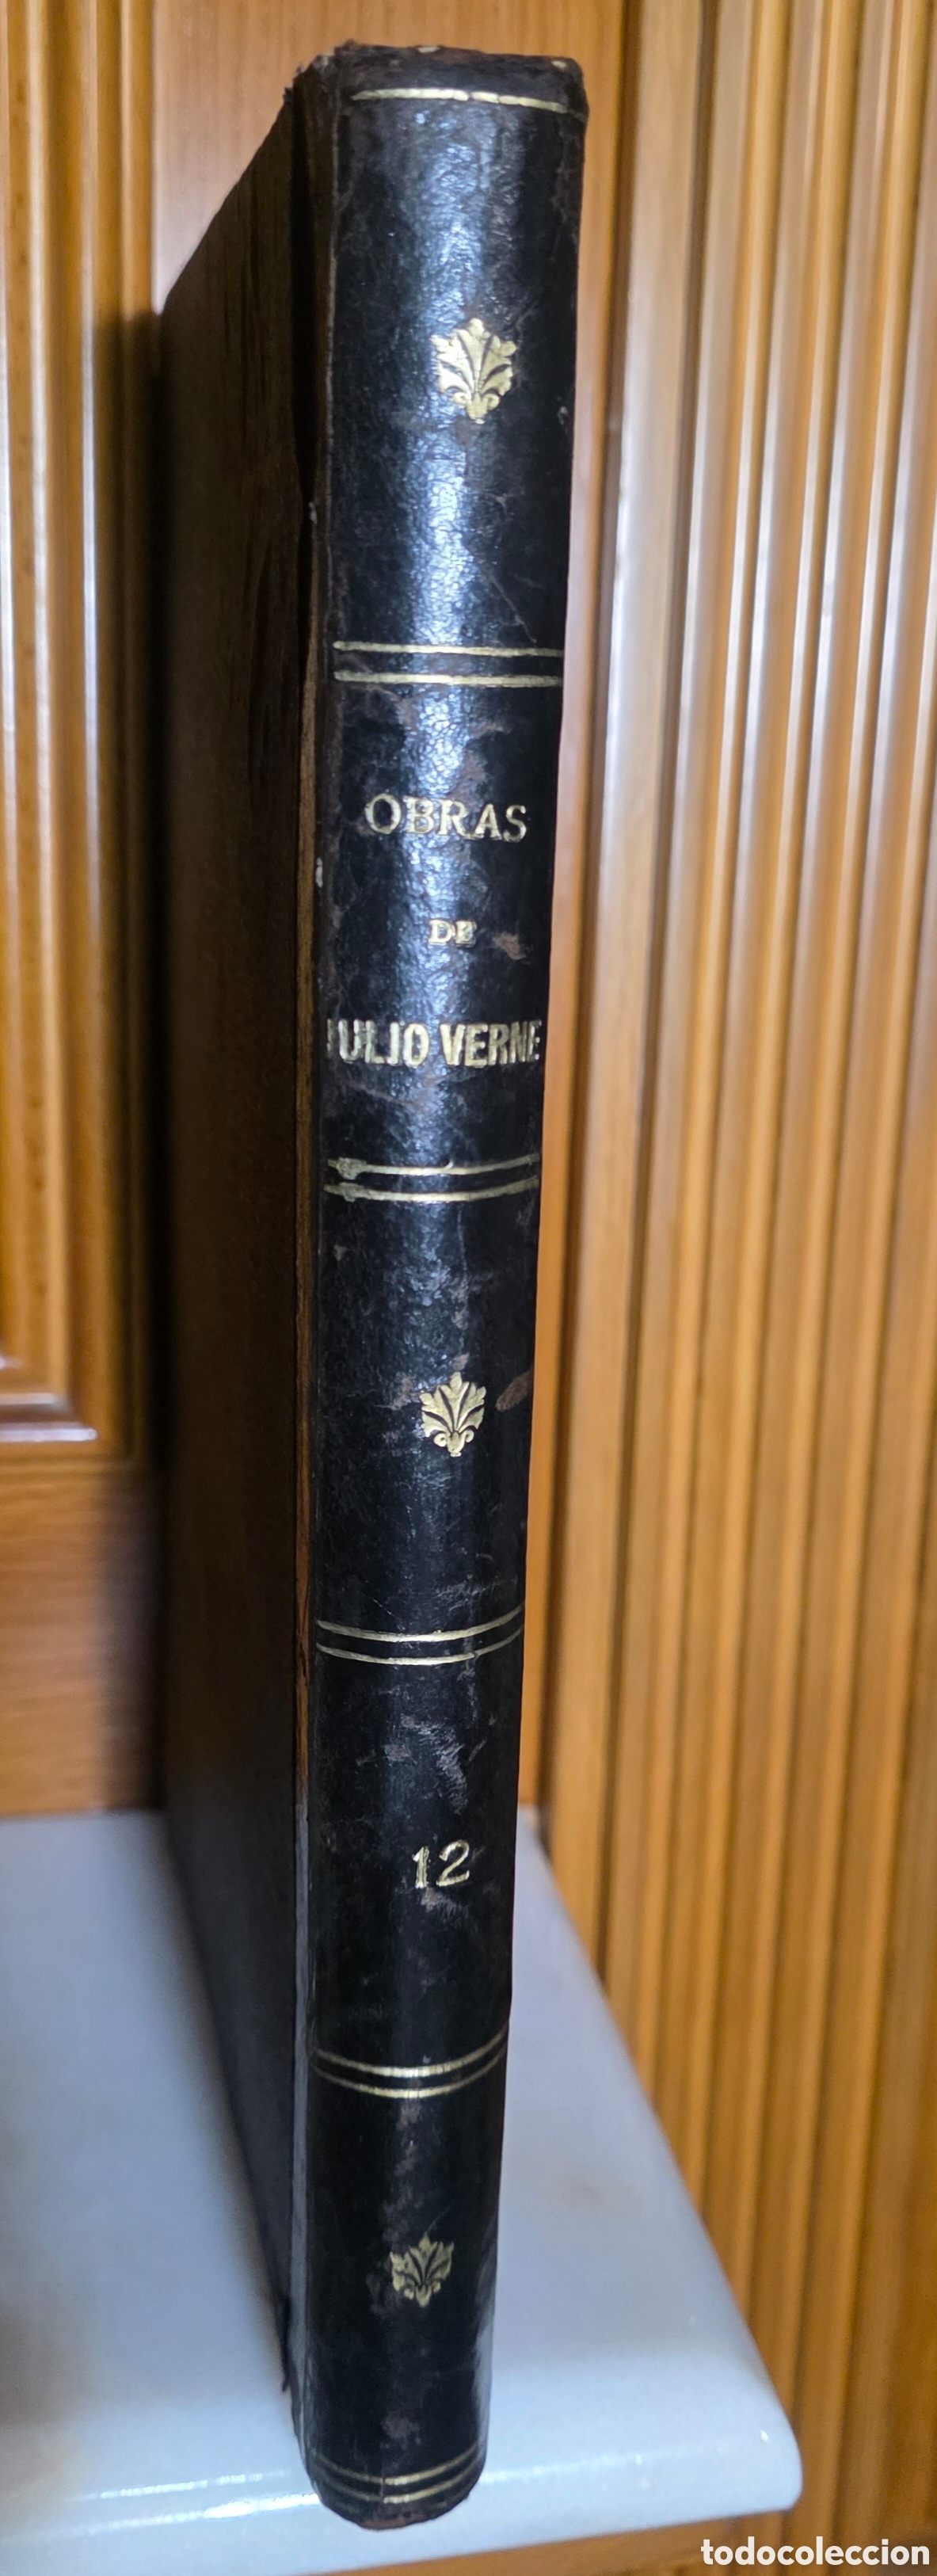 OBRAS
DE
JULIO VERNE
12
todocoleccion